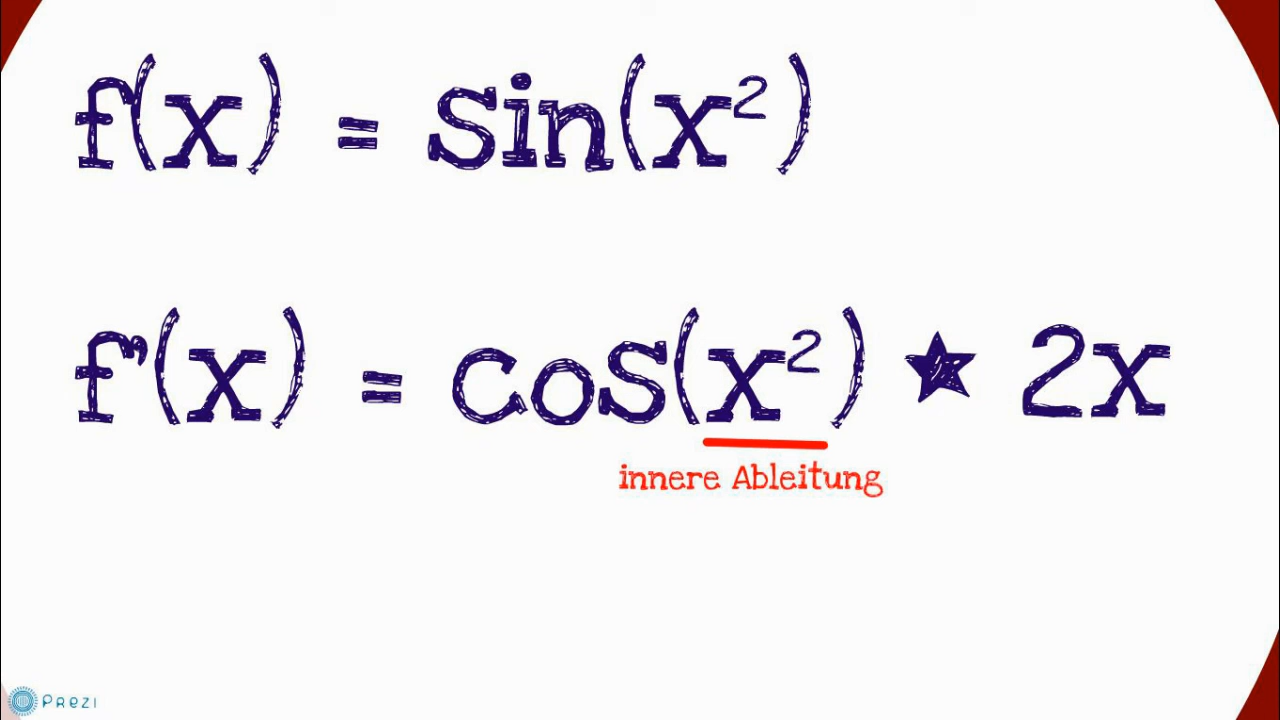 f(x) = sin(x²)
f'(x) = cos(x²) ★ 2x
innere Ableitung
Prezi